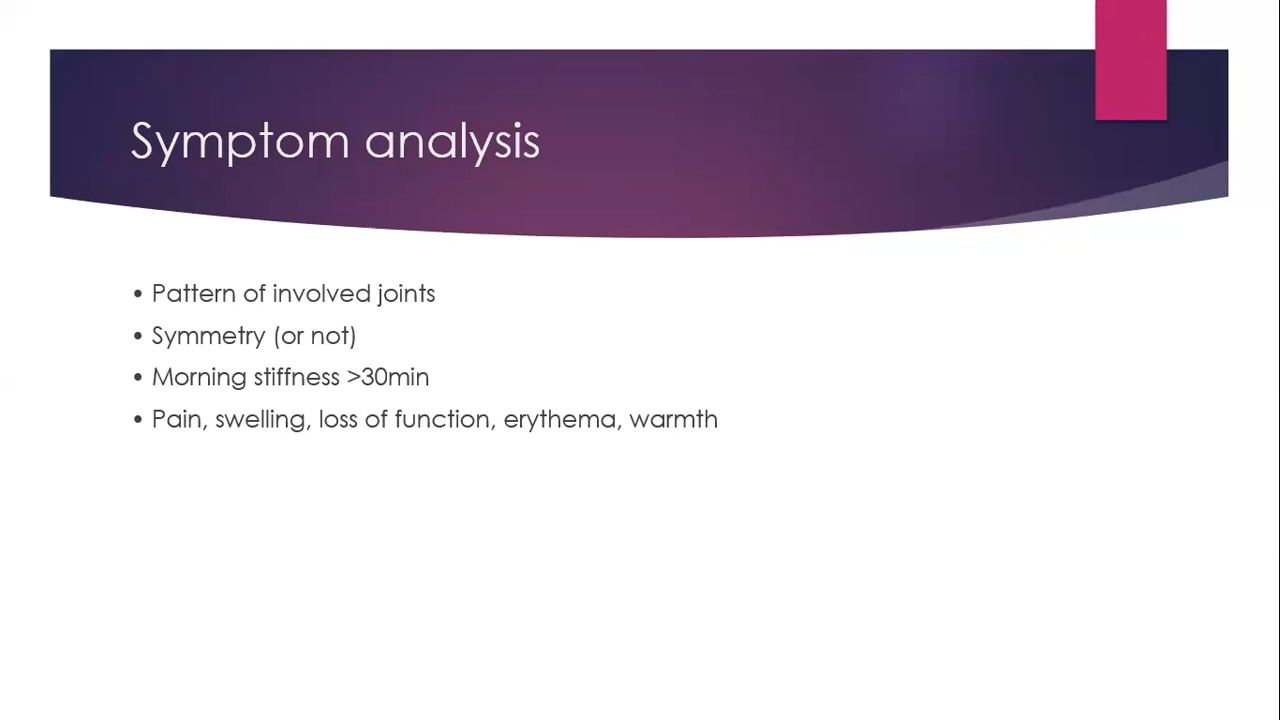 Symptom analysis
• Pattern of involved joints
• Symmetry (or not)
• Morning stiffness >30min
• Pain, swelling, loss of function, erythema, warmth